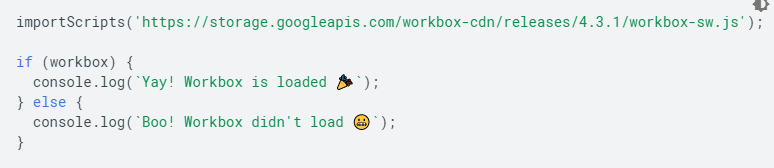 importScripts('https://storage.googleapis.com/workbox-cdn/releases/4.3.1/workbox-sw.js');
if (workbox) {
console.log(`Yay! Workbox is loaded 🎉`);
} else {
console.log(`Boo! Workbox didn't load 😬`);
}